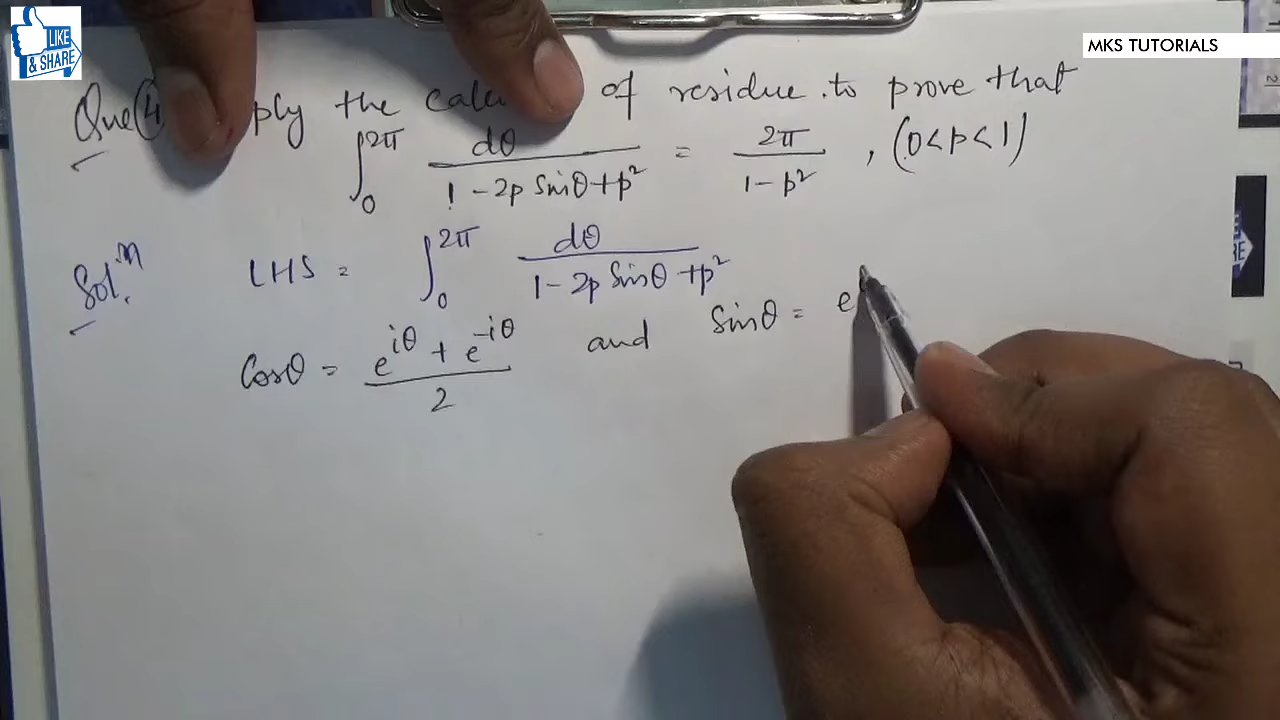 LIKE
& SHARE
MKS TUTORIALS
Que 4 ply the calc of residue to prove that
∫₀^{2π} dθ / (1 - 2p Sinθ + p²) = 2π / (1 - p²) , (0 < p < 1)
Sol.ⁿ LHS = ∫₀^{2π} dθ / (1 - 2p Sinθ + p²)
Cosθ = (e^{iθ} + e^{-iθ}) / 2 and Sinθ = e